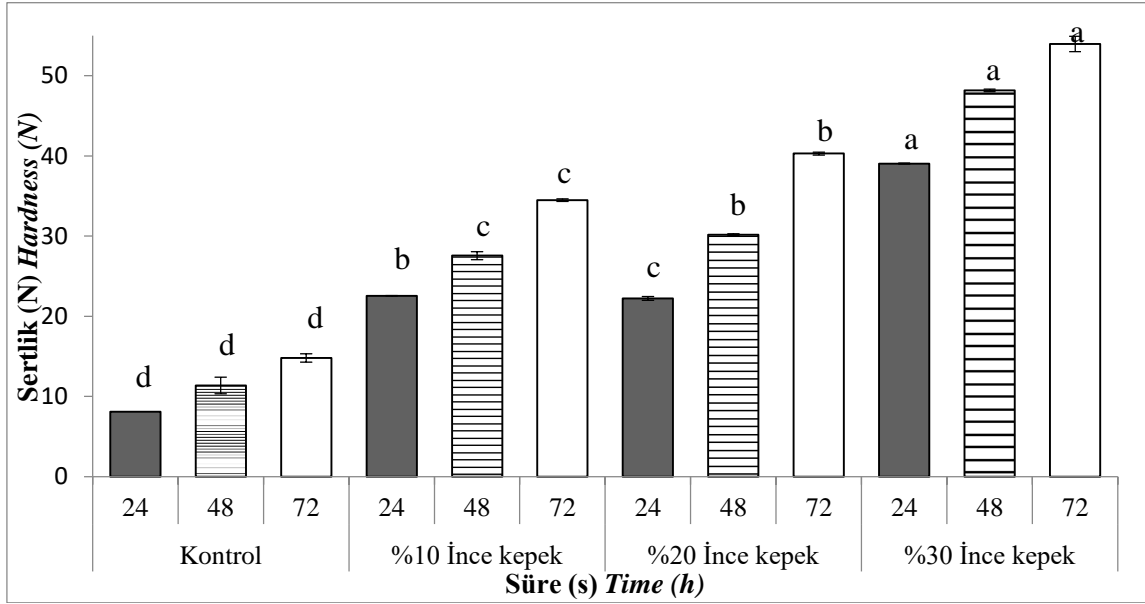 Sertlik (N) Hardness (N)
50
40
30
20
10
0
d
d
d
b
c
c
c
b
b
a
a
a
24 48 72 24 48 72 24 48 72 24 48 72
Kontrol %10 İnce kepek %20 İnce kepek %30 İnce kepek
Süre (s) Time (h)